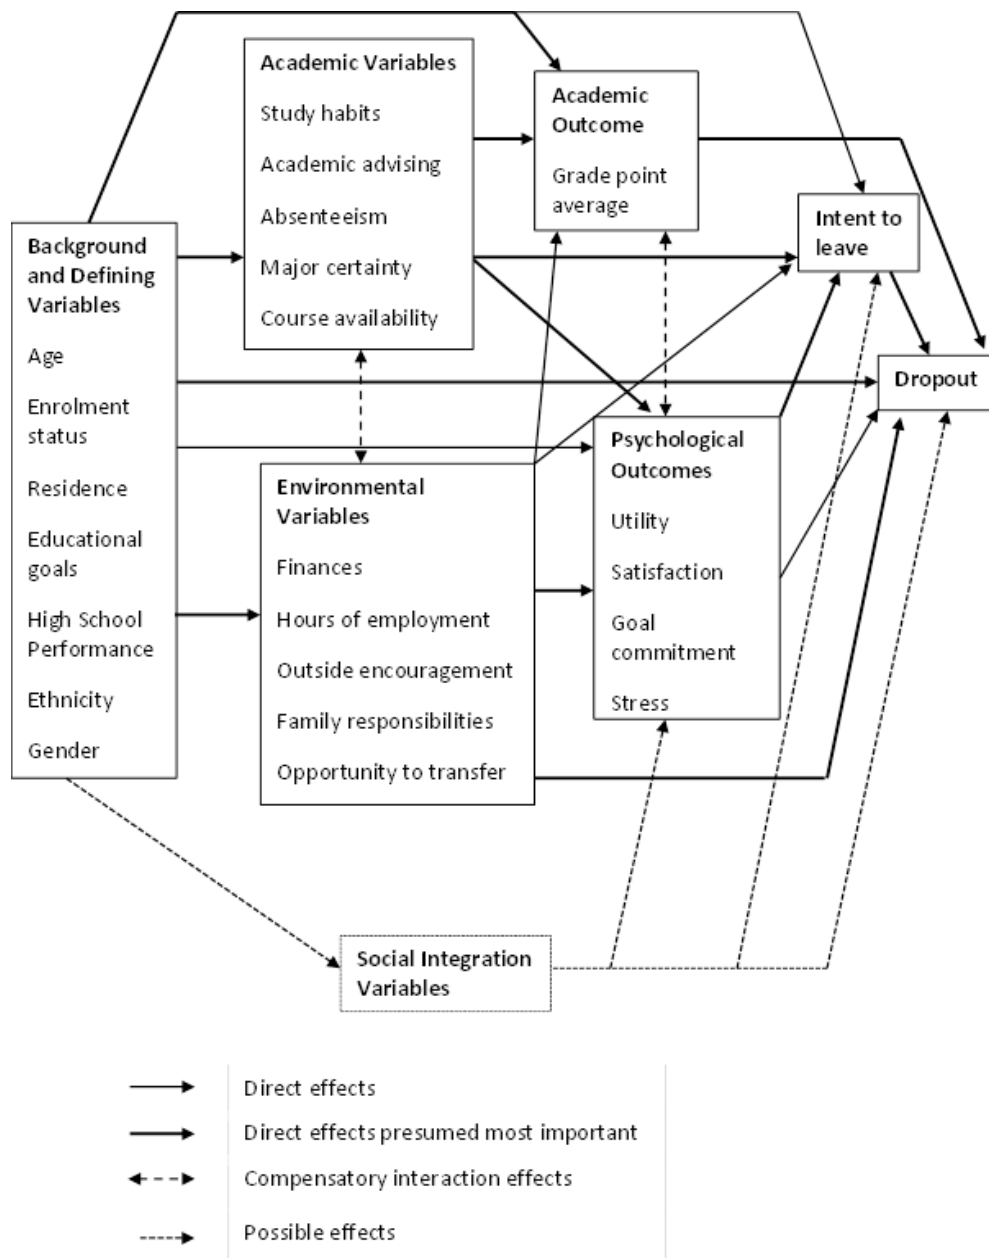 Academic Variables
Study habits
Academic advising
Absenteeism
Major certainty
Course availability
Academic
Outcome
Grade point
average
Intent to
leave
Background
and Defining
Variables
Age
Enrolment
status
Residence
Educational
goals
High School
Performance
Ethnicity
Gender
Dropout
Environmental
Variables
Finances
Hours of employment
Outside encouragement
Family responsibilities
Opportunity to transfer
Psychological
Outcomes
Utility
Satisfaction
Goal
commitment
Stress
Social Integration
Variables
Direct effects
Direct effects presumed most important
Compensatory interaction effects
Possible effects